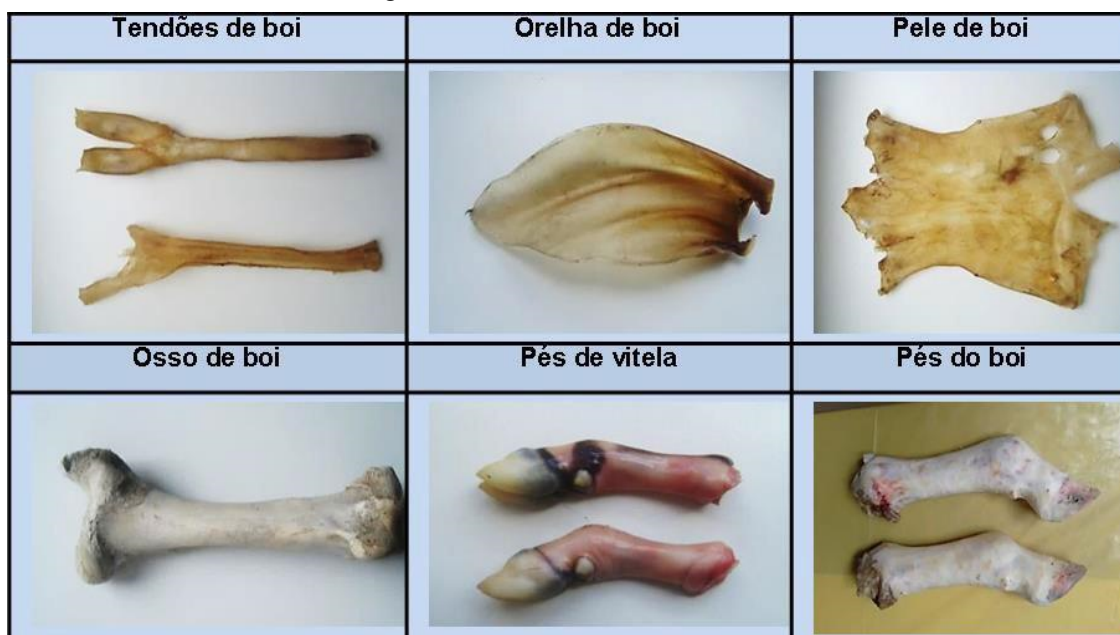 Tendões de boi
Orelha de boi
Pele de boi
Osso de boi
Pés de vitela
Pés do boi